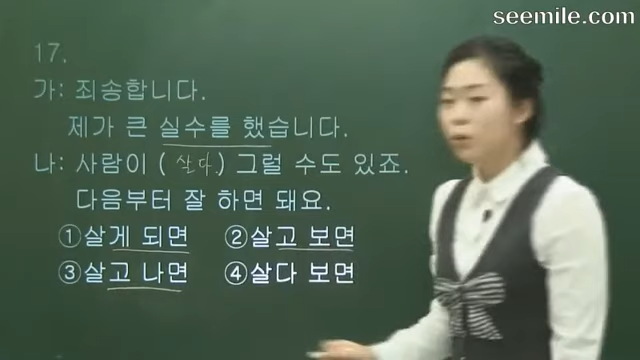 seemile.com
17.
가: 죄송합니다.
제가 큰 실수를 했습니다.
나: 사람이 ( 살다 ) 그럴 수도 있죠.
다음부터 잘 하면 돼요.
①살게 되면 ②살고 보면
③살고 나면 ④살다 보면